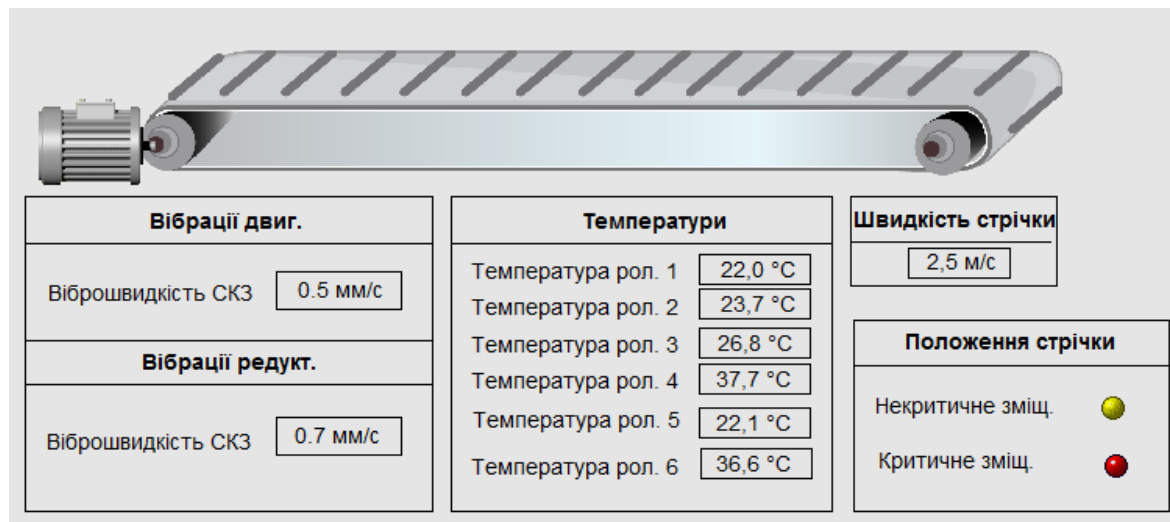 Вібрації двиг.
Віброшвидкість СКЗ 0.5 мм/с
Вібрації редукт.
Віброшвидкість СКЗ 0.7 мм/с
Температури
Температура рол. 1 22,0 °C
Температура рол. 2 23,7 °C
Температура рол. 3 26,8 °C
Температура рол. 4 37,7 °C
Температура рол. 5 22,1 °C
Температура рол. 6 36,6 °C
Швидкість стрічки
2,5 м/с
Положення стрічки
Некритичне зміщ.
Критичне зміщ.